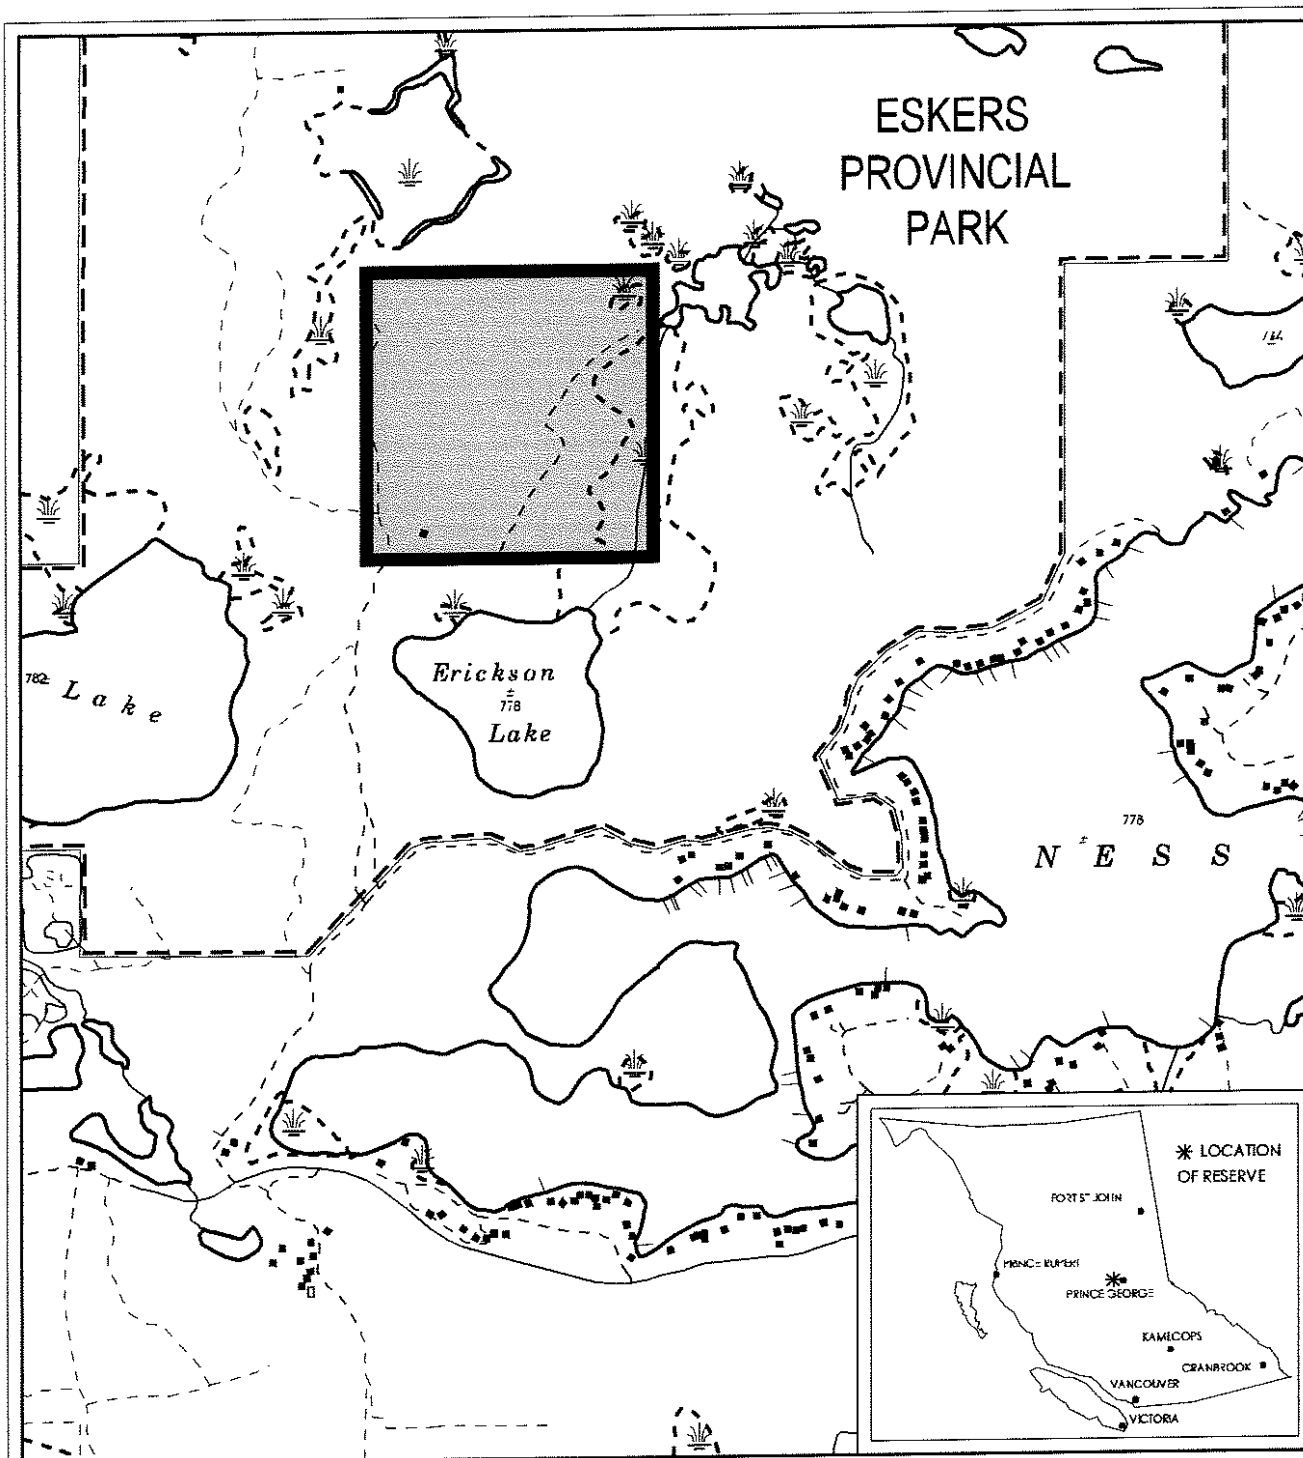 ESKERS
PROVINCIAL
PARK
782±
Lake
Erickson
±
778
Lake
778
±
NESS
✳ LOCATION
OF RESERVE
FORT ST JOHN
PRINCE RUPERT
PRINCE GEORGE
KAMLOOPS
CRANBROOK
VANCOUVER
VICTORIA